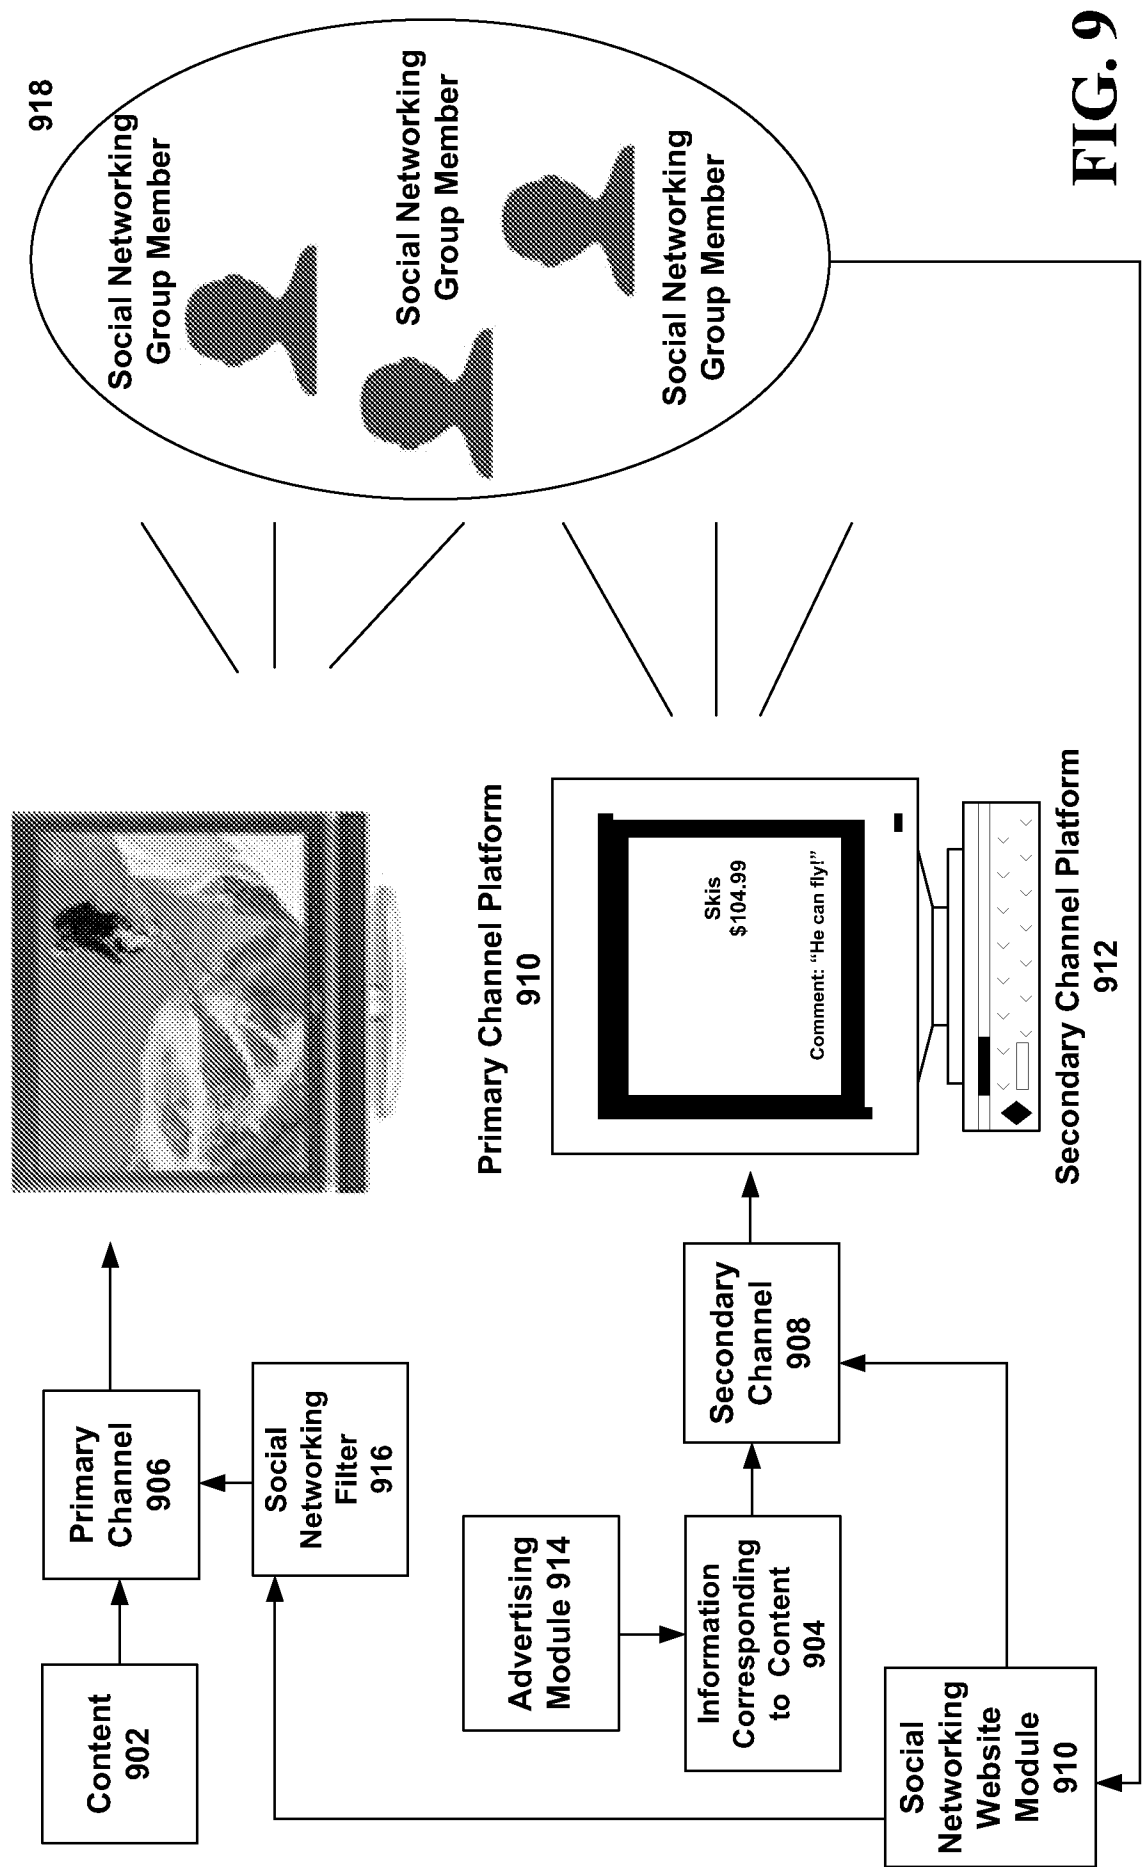 Content
902
Primary
Channel
906
Social
Networking
Filter
916
Primary Channel Platform
910
918
Social Networking
Group Member
Social Networking
Group Member
Social Networking
Group Member
Advertising
Module 914
Information
Corresponding
to Content
904
Secondary
Channel
908
Skis
$104.99
Comment: “He can fly!”
Secondary Channel Platform
912
Social
Networking
Website
Module
910
FIG. 9